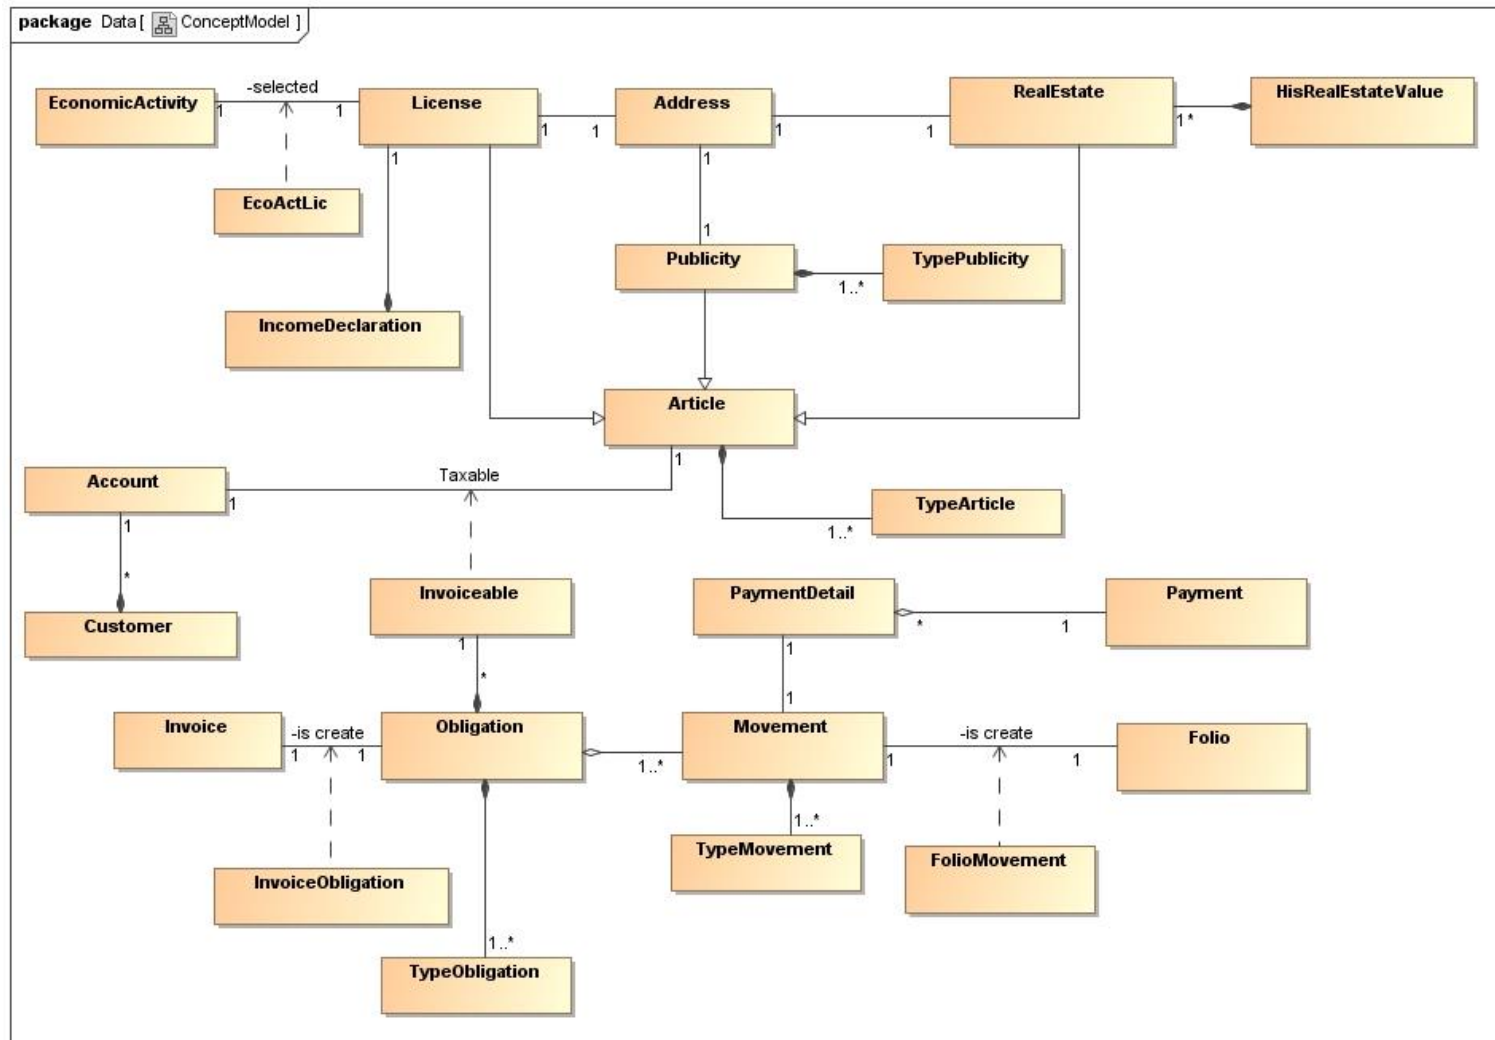 package Data [ ConceptModel ]
EconomicActivity
-selected
1
1
License
1
1
Address
1
1
RealEstate
1*
HisRealEstateValue
1
1
EcoActLic
1
Publicity
1..*
TypePublicity
IncomeDeclaration
Article
1
Account
1
Taxable
TypeArticle
1..*
1
*
Customer
Invoiceable
1
*
PaymentDetail
*
1
Payment
1
1
Invoice
-is create
1
1
Obligation
1..*
Movement
-is create
1
1
Folio
1..*
TypeMovement
FolioMovement
InvoiceObligation
1..*
TypeObligation